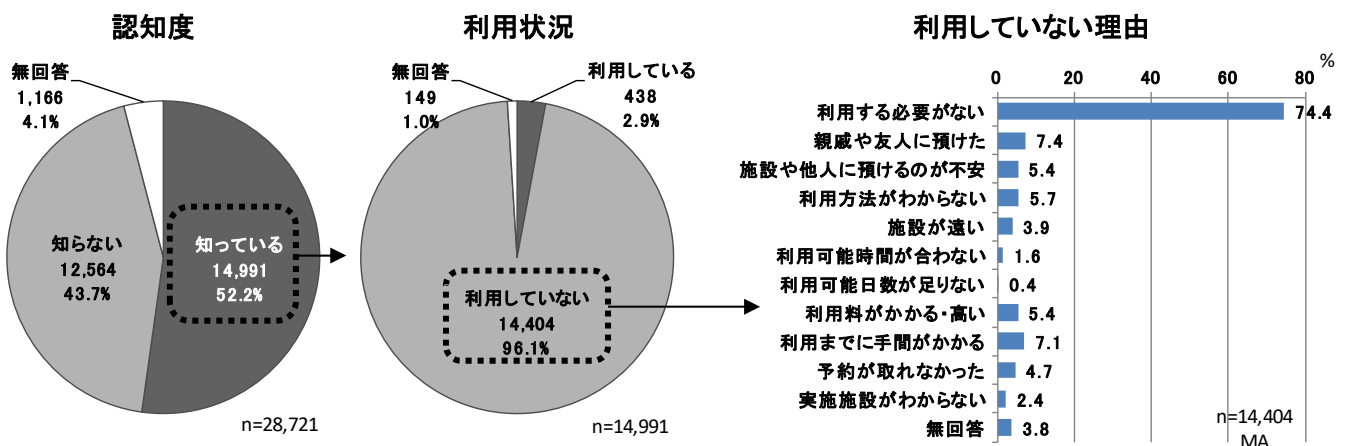 認知度
無回答
1,166
4.1%
知らない
12,564
43.7%
知っている
14,991
52.2%
n=28,721
利用状況
無回答
149
1.0%
利用している
438
2.9%
利用していない
14,404
96.1%
n=14,991
利用していない理由
%
0 20 40 60 80
利用する必要がない 74.4
親戚や友人に預けた 7.4
施設や他人に預けるのが不安 5.4
利用方法がわからない 5.7
施設が遠い 3.9
利用可能時間が合わない 1.6
利用可能日数が足りない 0.4
利用料がかかる・高い 5.4
利用までに手間がかかる 7.1
予約が取れなかった 4.7
実施施設がわからない 2.4
無回答 3.8
n=14,404
MA